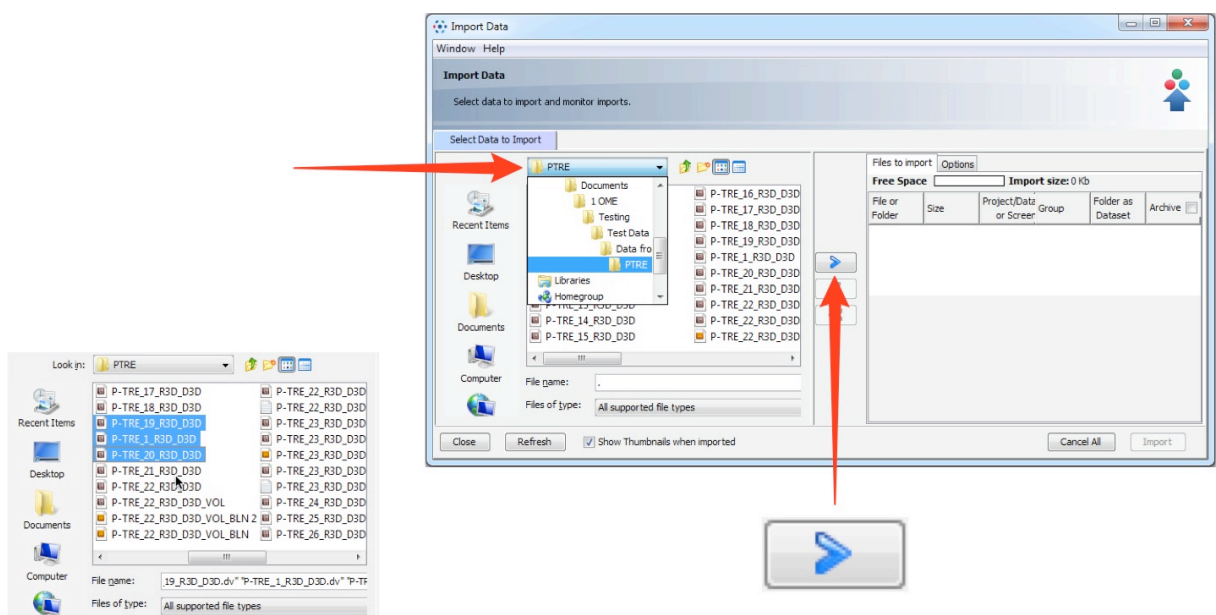 Import Data
Window Help
Import Data
Select data to import and monitor imports.
Select Data to Import
PTRE
Documents
1 OME
Testing
Test Data
Data fro
PTRE
Libraries
Homegroup
P-TRE_14_R3D_D3D
P-TRE_15_R3D_D3D
P-TRE_16_R3D_D3D
P-TRE_17_R3D_D3D
P-TRE_18_R3D_D3D
P-TRE_19_R3D_D3D
P-TRE_1_R3D_D3D
P-TRE_20_R3D_D3D
P-TRE_21_R3D_D3D
P-TRE_22_R3D_D3D
P-TRE_22_R3D_D3D
P-TRE_22_R3D_D3D
Recent Items
Desktop
Documents
Computer
File name: .
Files of type: All supported file types
Files to import Options
Free Space Import size: 0 Kb
File or Folder
Size
Project/Data or Screen
Group
Folder as Dataset
Archive
Close Refresh Show Thumbnails when imported Cancel All Import
Look in: PTRE
Recent Items
Desktop
Documents
Computer
P-TRE_17_R3D_D3D
P-TRE_18_R3D_D3D
P-TRE_19_R3D_D3D
P-TRE_1_R3D_D3D
P-TRE_20_R3D_D3D
P-TRE_21_R3D_D3D
P-TRE_22_R3D_D3D
P-TRE_22_R3D_D3D_VOL
P-TRE_22_R3D_D3D_VOL_BLN 2
P-TRE_22_R3D_D3D_VOL_BLN
P-TRE_22_R3D_D3D
P-TRE_22_R3D_D3D
P-TRE_23_R3D_D3D
P-TRE_23_R3D_D3D
P-TRE_23_R3D_D3D
P-TRE_23_R3D_D3D
P-TRE_23_R3D_D3D
P-TRE_24_R3D_D3D
P-TRE_25_R3D_D3D
P-TRE_26_R3D_D3D
File name: 19_R3D_D3D.dv" "P-TRE_1_R3D_D3D.dv" "P-TF
Files of type: All supported file types